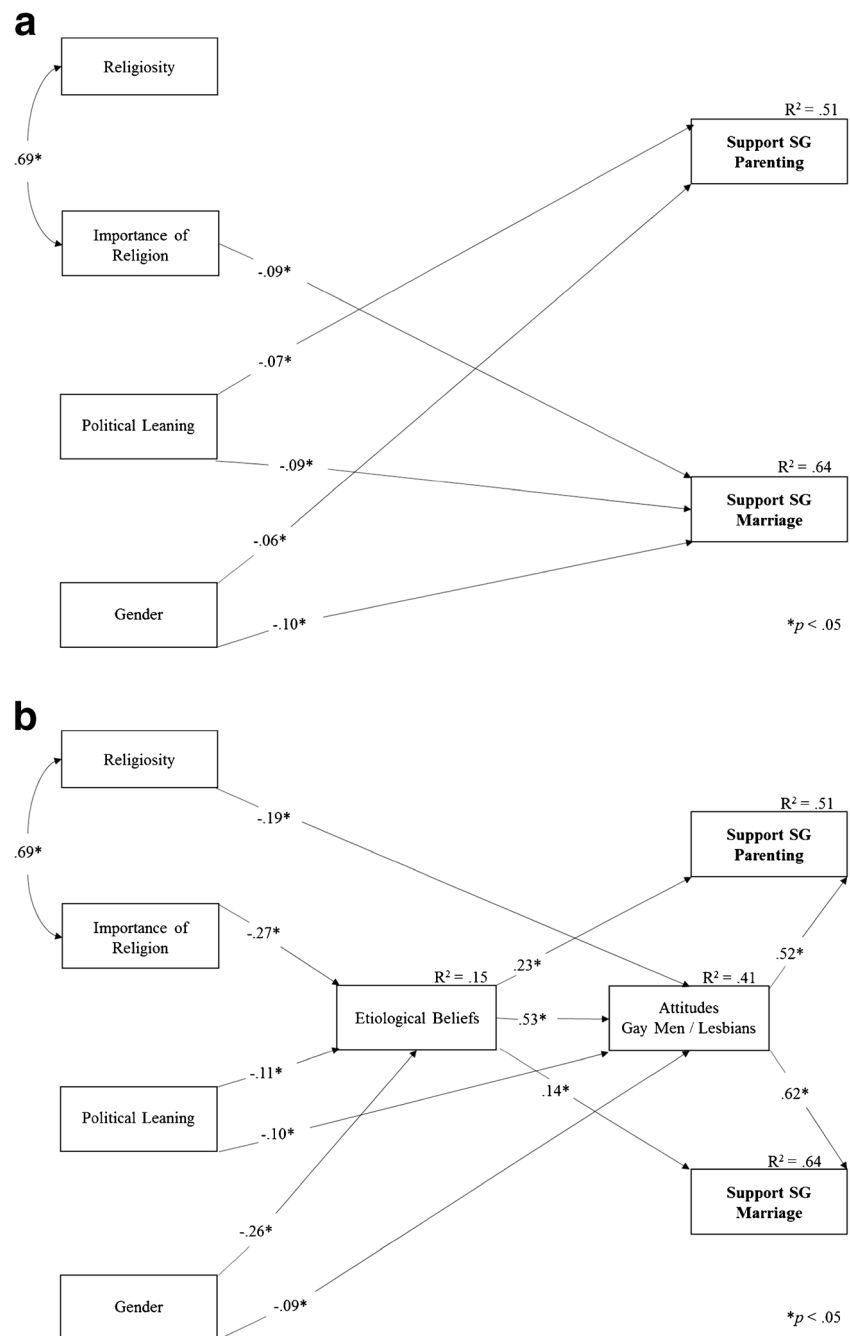 a
Religiosity
.69*
Importance of
Religion
-.09*
Political Leaning
-.07*
-.09*
Gender
-.06*
-.10*
R² = .51
Support SG
Parenting
R² = .64
Support SG
Marriage
*p < .05
b
Religiosity
-.19*
.69*
Importance of
Religion
-.27*
Political Leaning
-.11*
-.10*
Gender
-.26*
-.09*
R² = .15
Etiological Beliefs
.23*
.53*
.14*
R² = .41
Attitudes
Gay Men / Lesbians
.52*
.62*
R² = .51
Support SG
Parenting
R² = .64
Support SG
Marriage
*p < .05